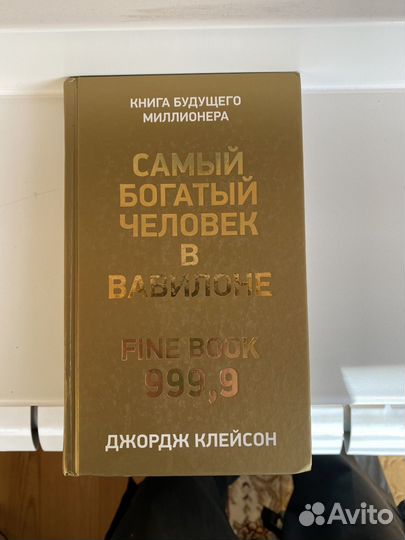 КНИГА БУДУЩЕГО
МИЛЛИОНЕРА
САМЫЙ
БОГАТЫЙ
ЧЕЛОВЕК
В
ВАВИЛОНЕ
FINE BOOK
999,9
ДЖОРДЖ КЛЕЙСОН
Avito